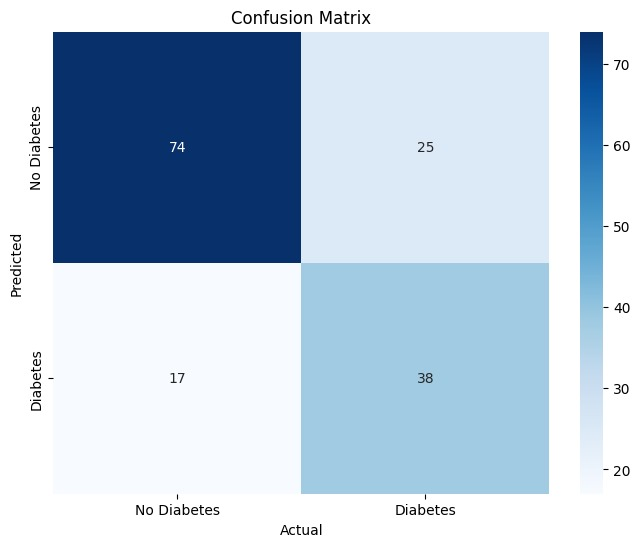 Confusion Matrix
Predicted
No Diabetes
74
25
Diabetes
17
38
No Diabetes
Diabetes
Actual
70
60
50
40
30
20